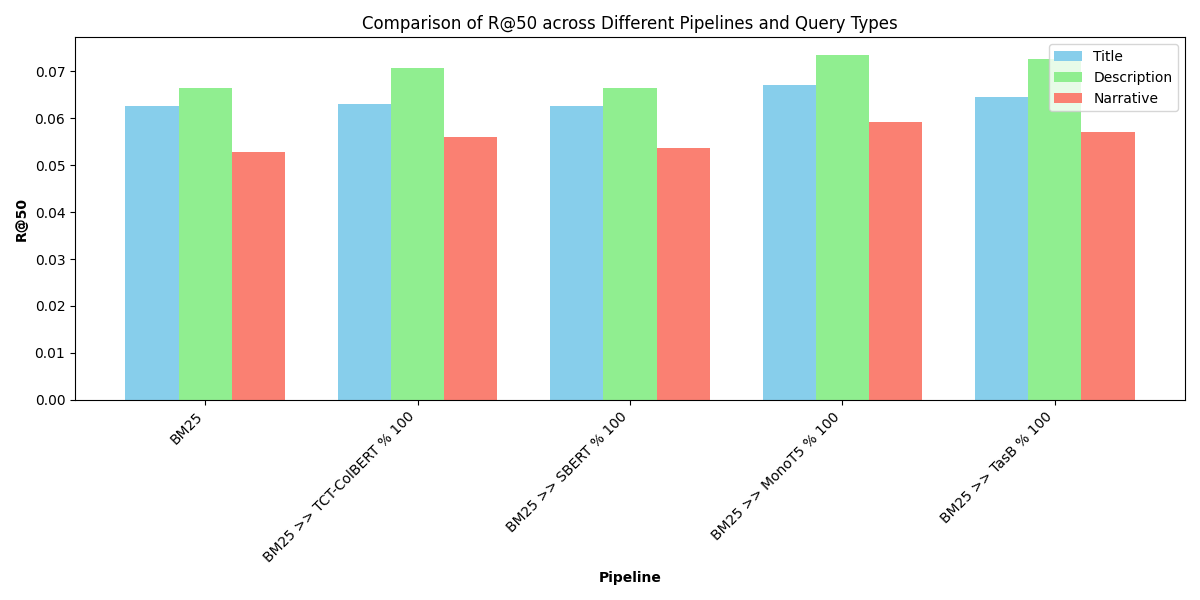 Comparison of R@50 across Different Pipelines and Query Types
Title
Description
Narrative
R@50
0.07
0.06
0.05
0.04
0.03
0.02
0.01
0.00
BM25
BM25 >> TCT-ColBERT % 100
BM25 >> SBERT % 100
BM25 >> MonoT5 % 100
BM25 >> TasB % 100
Pipeline